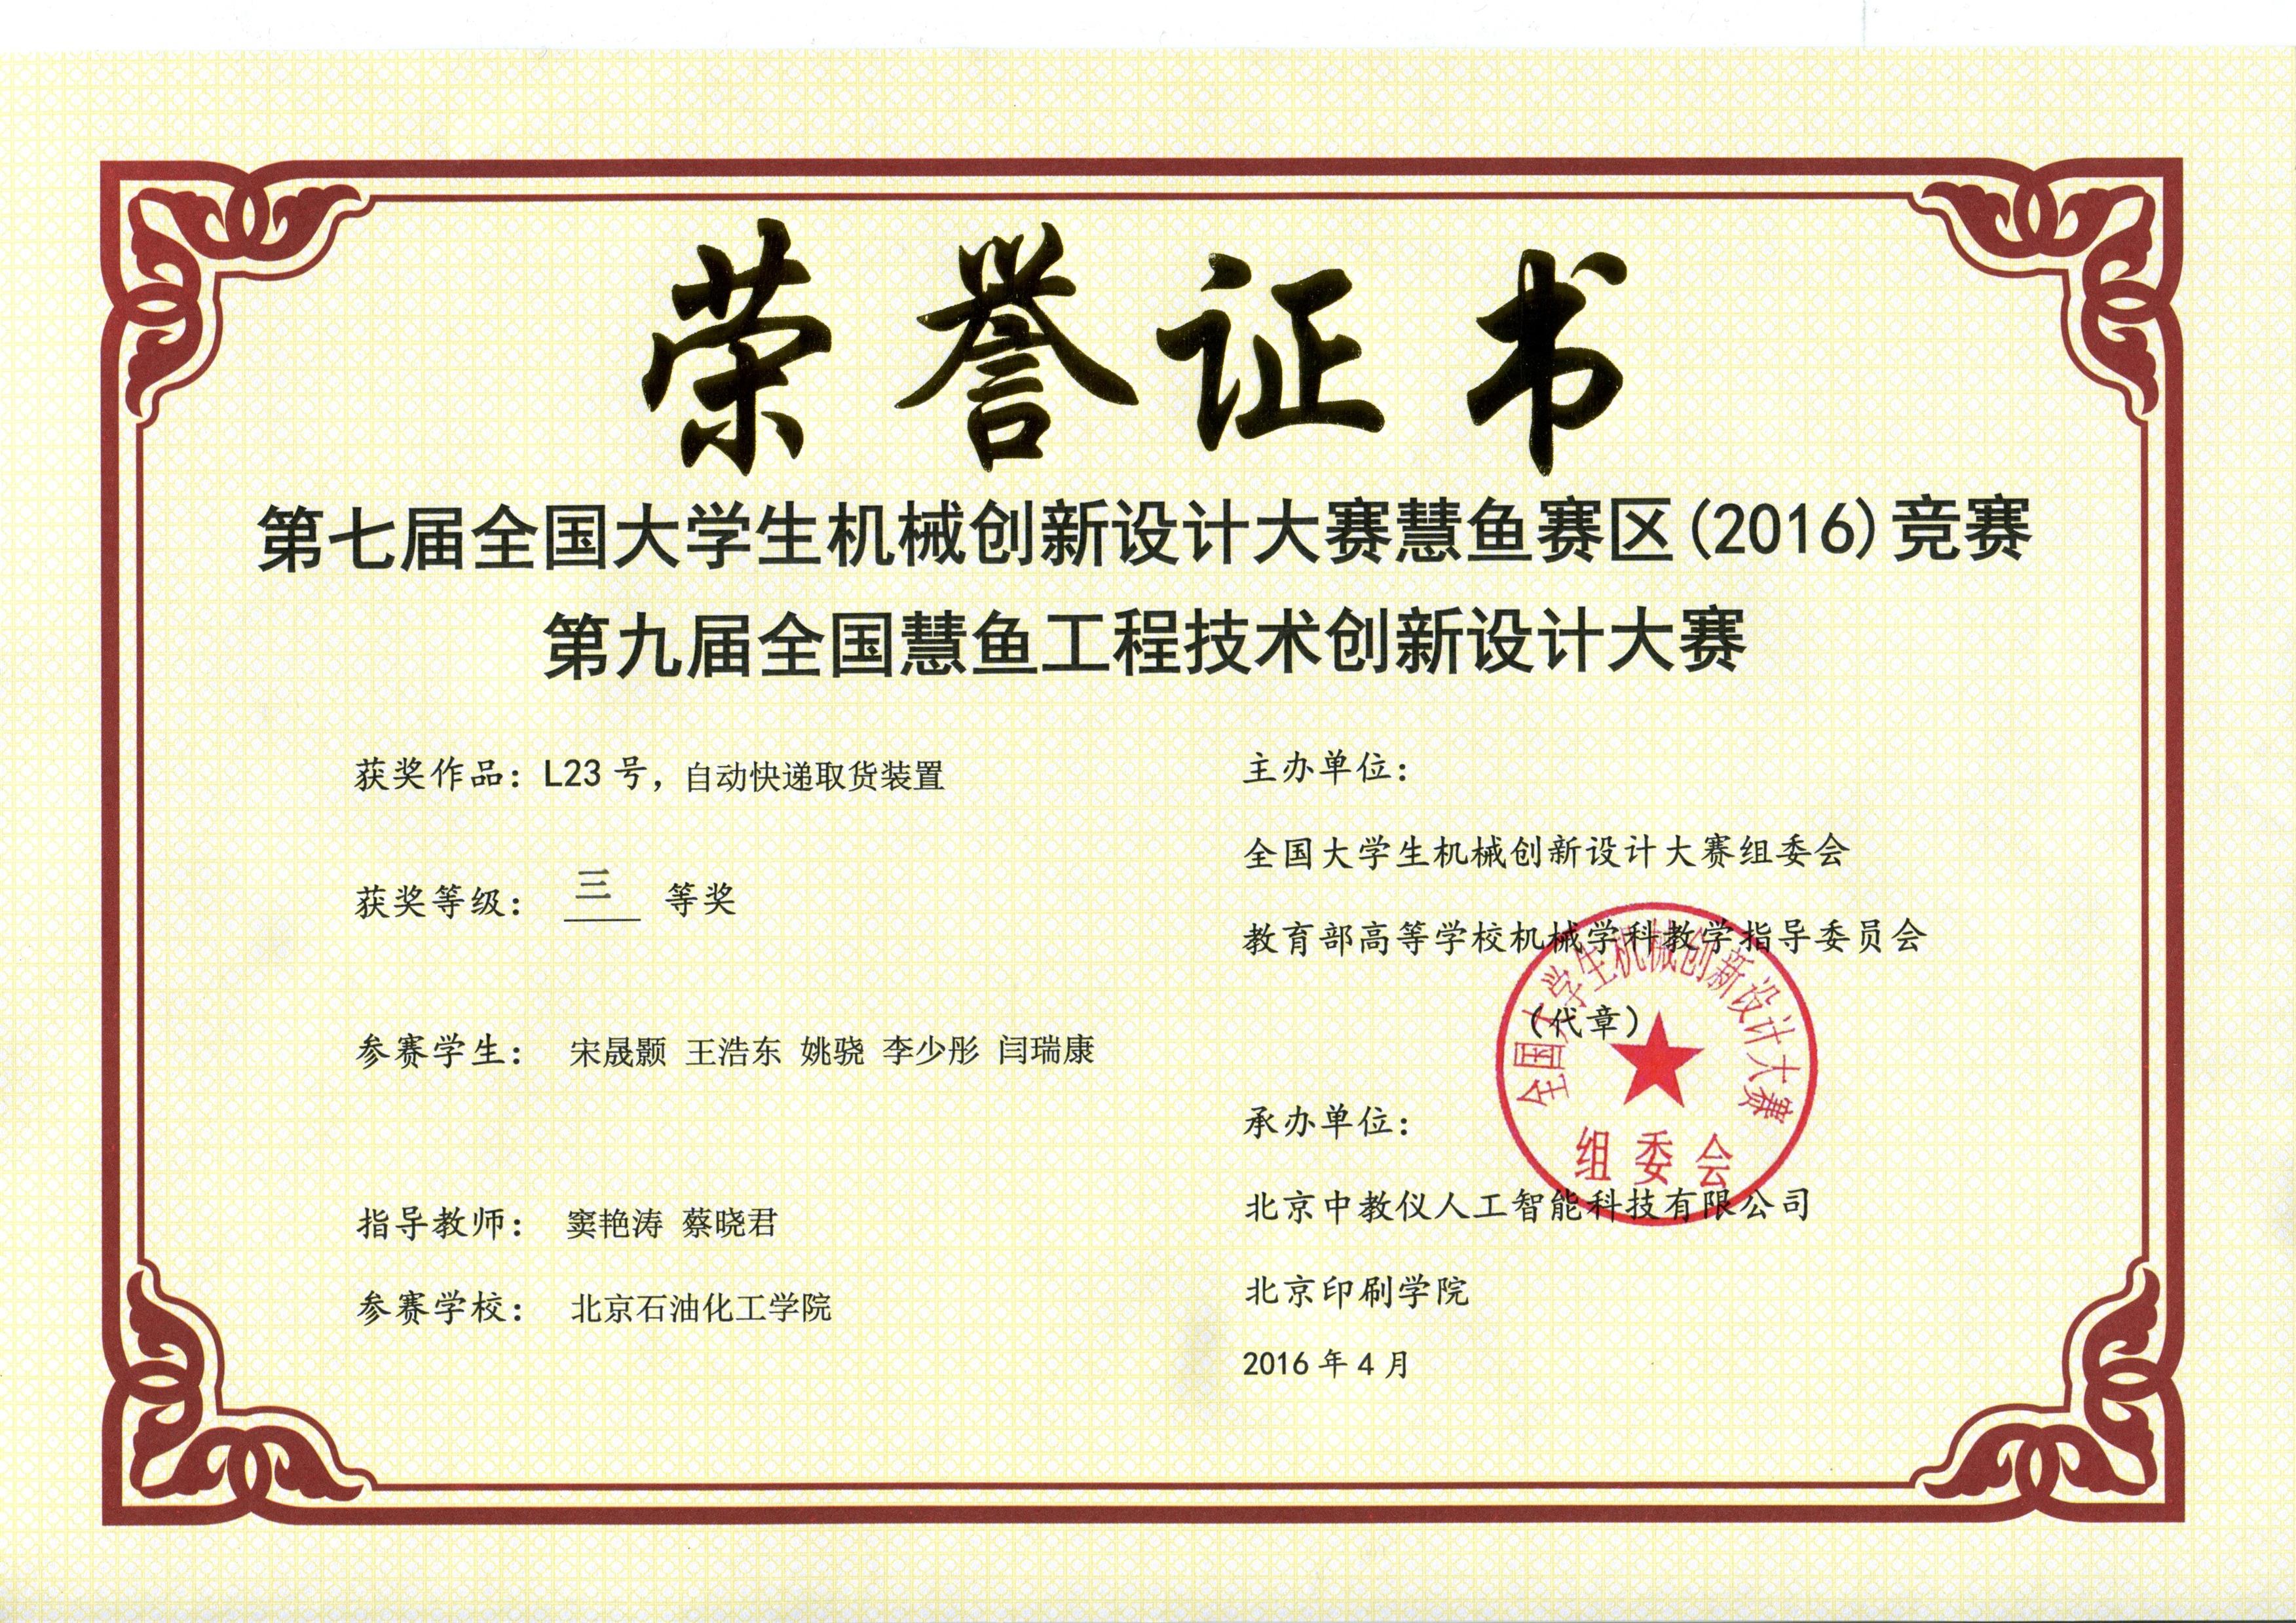 荣誉证书
第七届全国大学生机械创新设计大赛慧鱼赛区(2016)竞赛
第九届全国慧鱼工程技术创新设计大赛
获奖作品：L23号，自动快递取货装置
获奖等级：三 等奖
参赛学生：宋晟颢 王浩东 姚骁 李少彤 闫瑞康
指导教师：窦艳涛 蔡晓君
参赛学校：北京石油化工学院
主办单位：
全国大学生机械创新设计大赛组委会
教育部高等学校机械学科教学指导委员会
（代章）
全国大学生机械创新设计大赛
组委会
承办单位：
北京中教仪人工智能科技有限公司
北京印刷学院
2016年4月